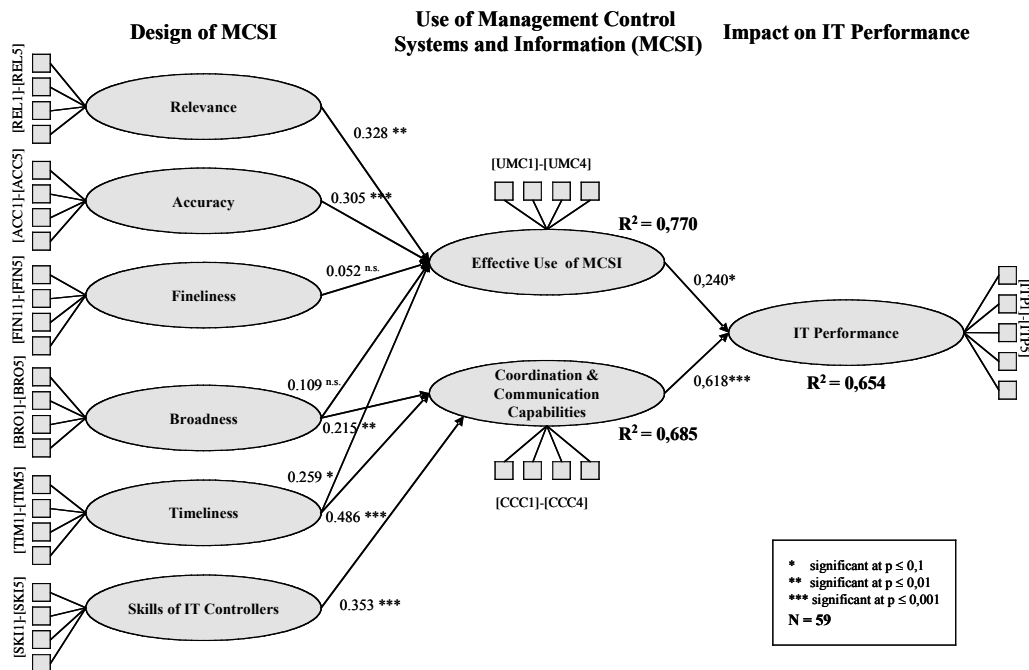 Design of MCSI
Use of Management Control
Systems and Information (MCSI)
Impact on IT Performance
[REL1]-[REL5]
Relevance
0.328 **
[ACC1]-[ACC5]
Accuracy
0.305 ***
[FIN11]-[FIN5]
Fineliness
0.052 n.s.
[BRO1]-[BRO5]
Broadness
0.109 n.s.
0.215 **
[TIM1]-[TIM5]
Timeliness
0.259 *
0.486 ***
[SKI1]-[SKI5]
Skills of IT Controllers
0.353 ***
[UMC1]-[UMC4]
R² = 0,770
Effective Use of MCSI
0,240*
Coordination &
Communication
Capabilities
0,618***
R² = 0,685
[CCC1]-[CCC4]
IT Performance
R² = 0,654
[ITP1]-[ITP5]
* significant at p ≤ 0,1
** significant at p ≤ 0,01
*** significant at p ≤ 0,001
N = 59